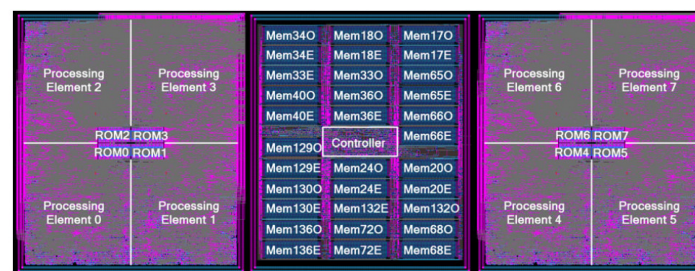 Processing
Element 2
Processing
Element 3
ROM2 ROM3
ROM0 ROM1
Processing
Element 0
Processing
Element 1
Mem34O Mem18O Mem17O
Mem34E Mem18E Mem17E
Mem33E Mem33O Mem65O
Mem40O Mem36O Mem65E
Mem40E Mem36E Mem66O
Controller Mem66E
Mem129O
Mem129E Mem24O Mem20O
Mem130O Mem24E Mem20E
Mem130E Mem132E Mem132O
Mem136O Mem72O Mem68O
Mem136E Mem72E Mem68E
Processing
Element 6
Processing
Element 7
ROM6 ROM7
ROM4 ROM5
Processing
Element 4
Processing
Element 5